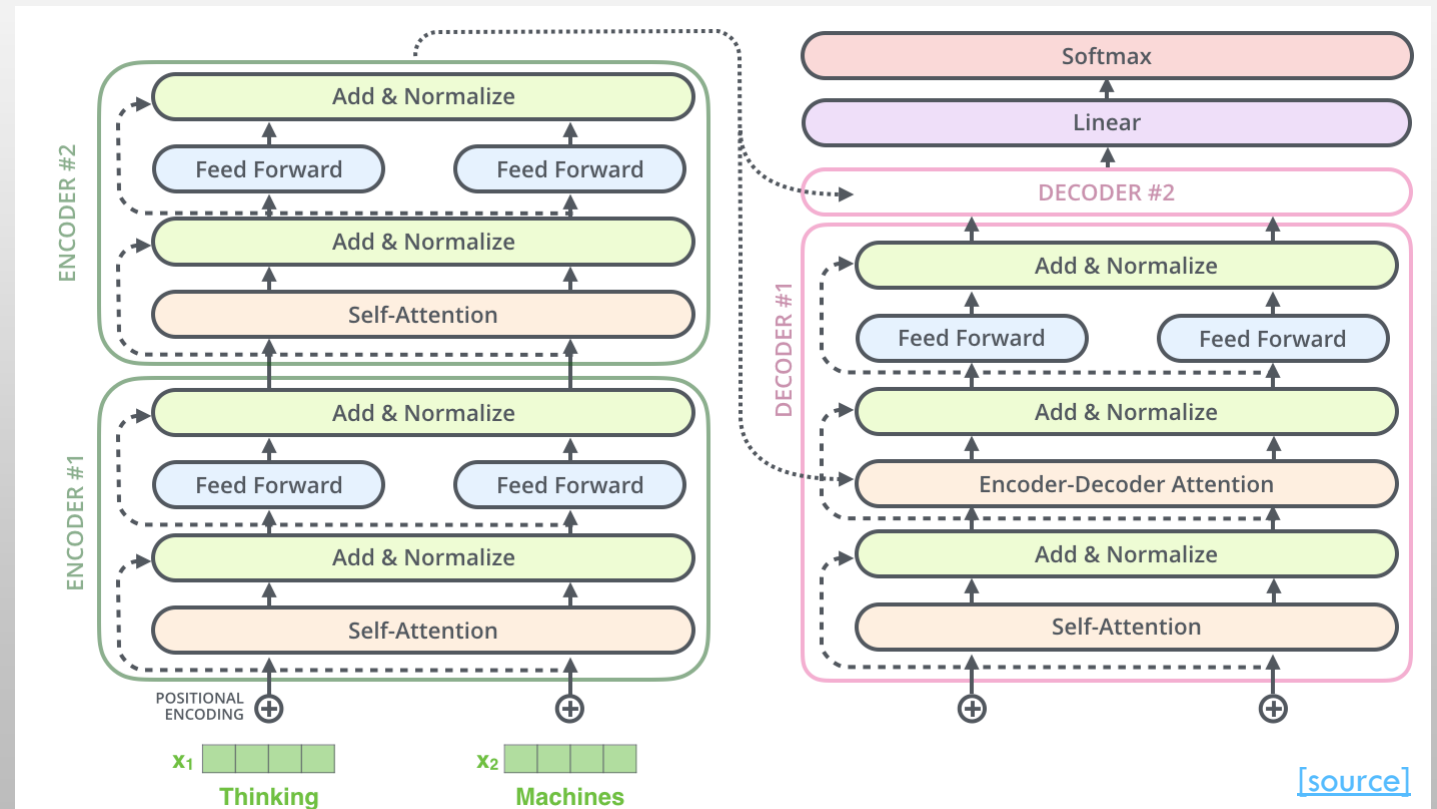 ENCODER #2
Add & Normalize
Feed Forward
Feed Forward
Add & Normalize
Self-Attention
ENCODER #1
Add & Normalize
Feed Forward
Feed Forward
Add & Normalize
Self-Attention
POSITIONAL
ENCODING
x₁
x₂
Thinking
Machines
Softmax
Linear
DECODER #2
DECODER #1
Add & Normalize
Feed Forward
Feed Forward
Add & Normalize
Encoder-Decoder Attention
Add & Normalize
Self-Attention
[source]